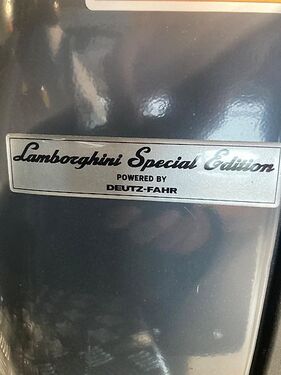 Lamborghini Special Edition
POWERED BY
DEUTZ-FAHR